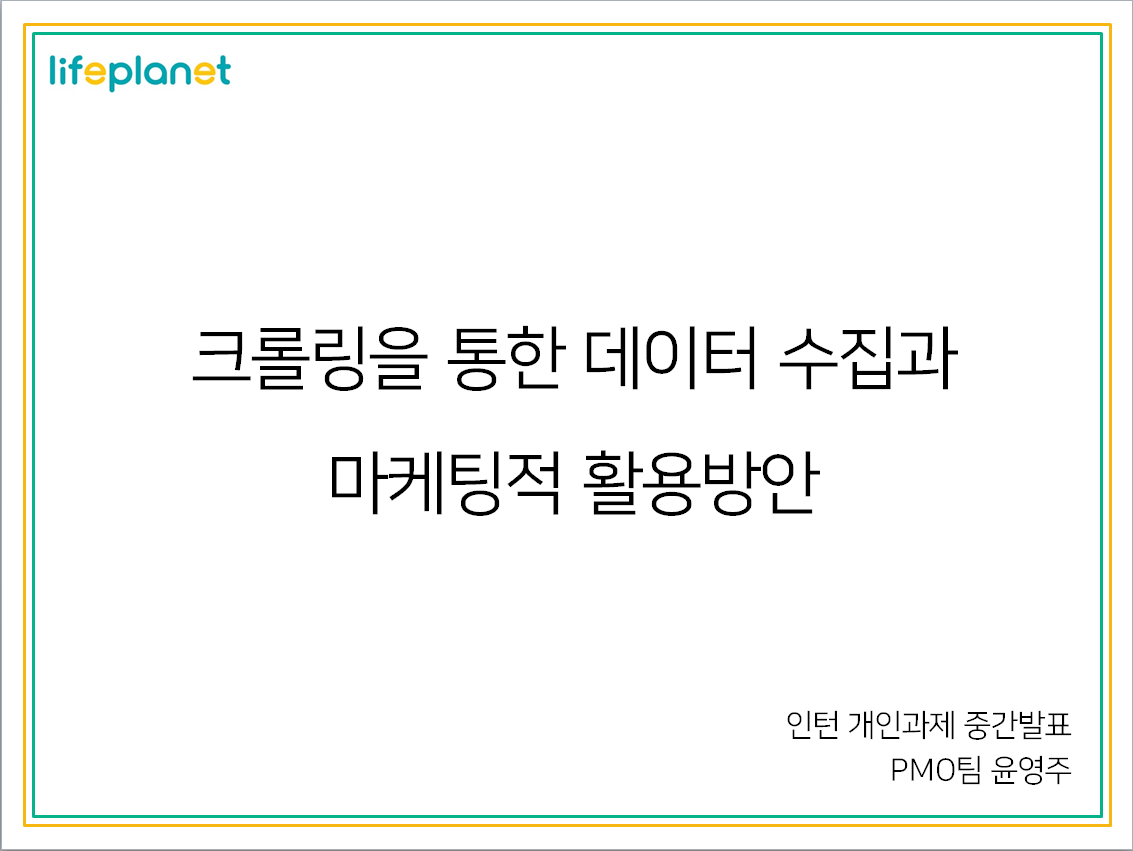 lifeplanet
크롤링을 통한 데이터 수집과
마케팅적 활용방안
인턴 개인과제 중간발표
PMO팀 윤영주